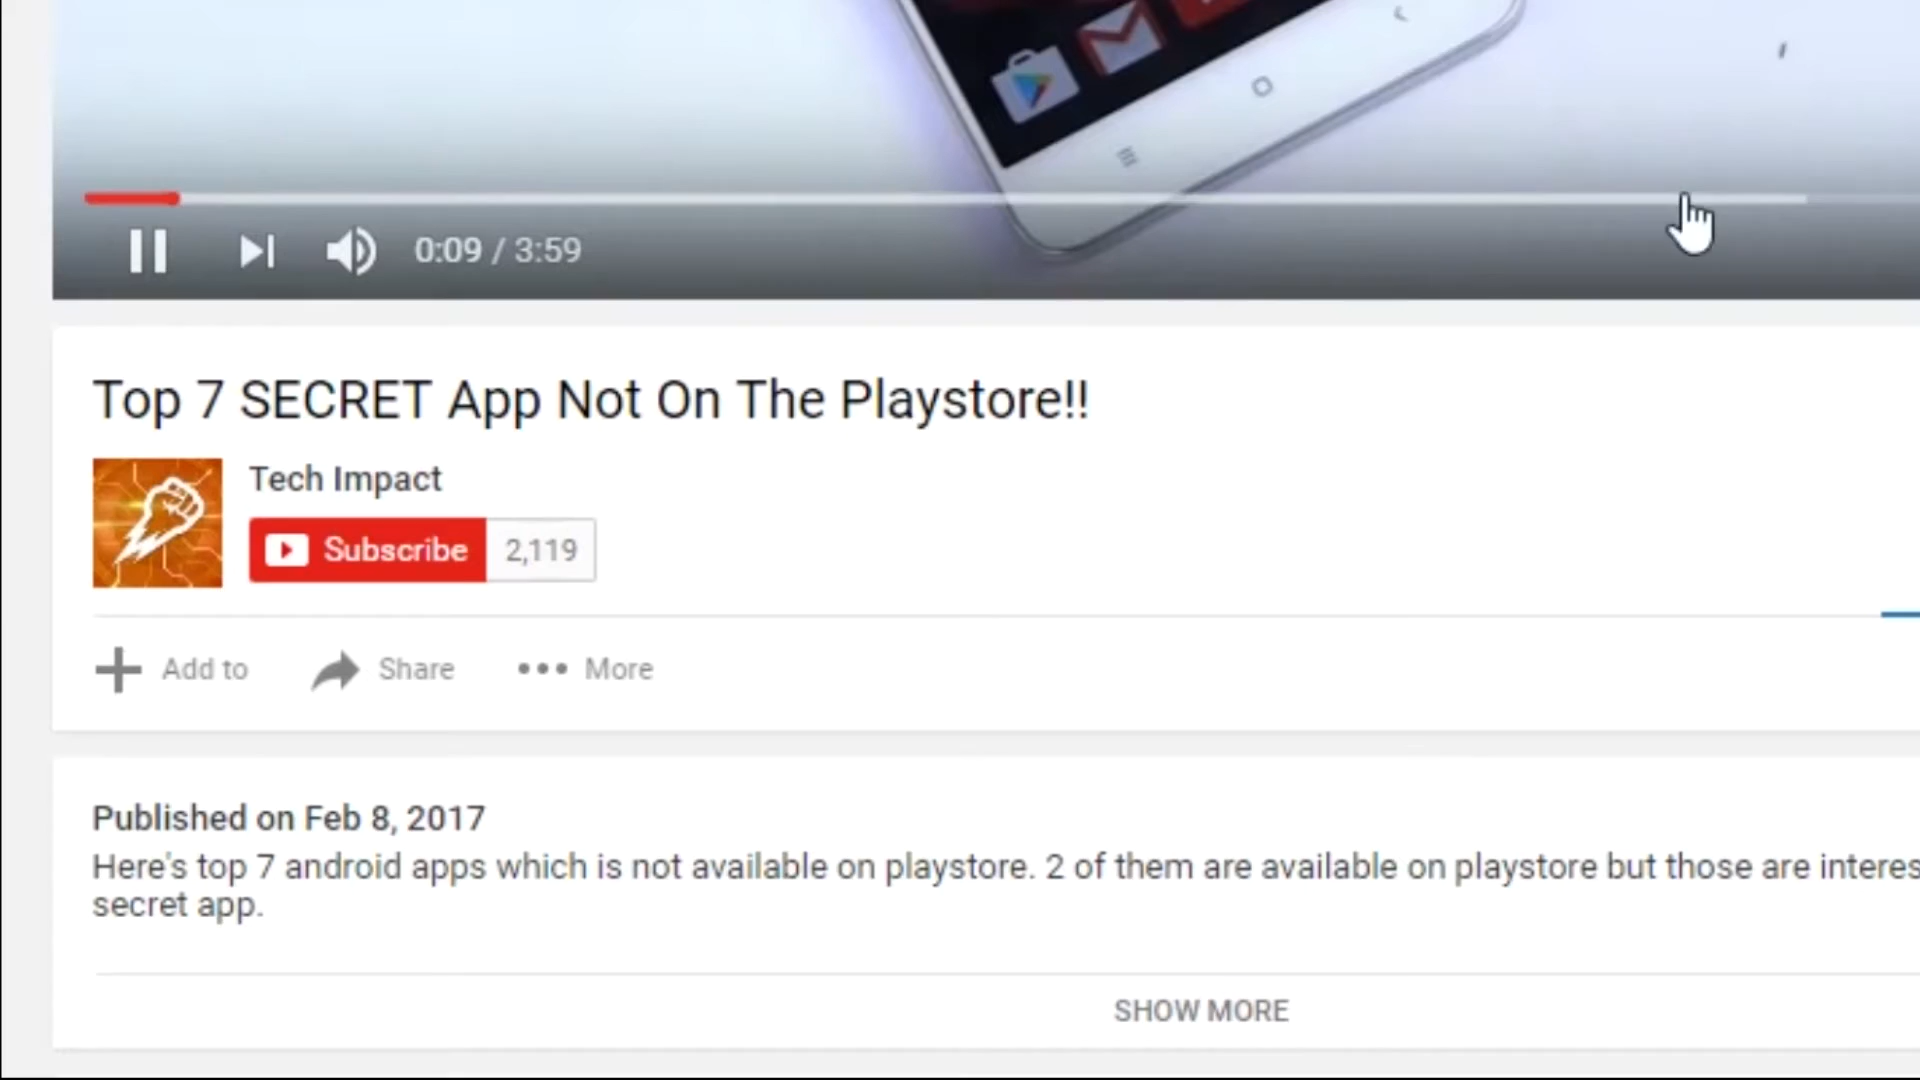 0:09 / 3:59
Top 7 SECRET App Not On The Playstore!!
Tech Impact
Subscribe 2,119
Add to Share More
Published on Feb 8, 2017
Here's top 7 android apps which is not available on playstore. 2 of them are available on playstore but those are interes
secret app.
SHOW MORE